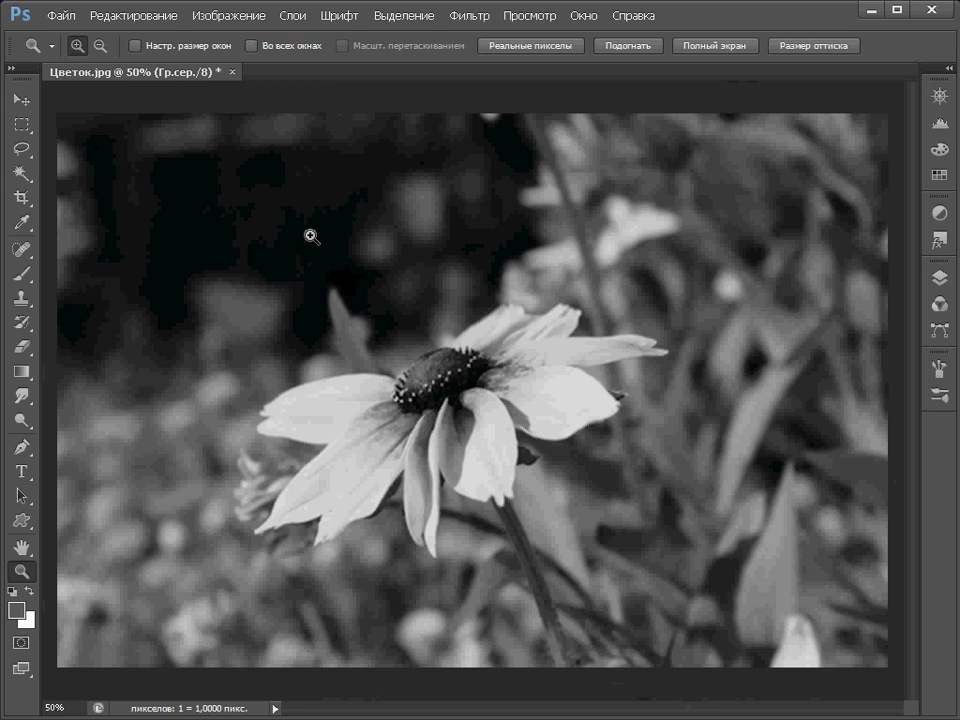 Ps Файл Редактирование Изображение Слои Шрифт Выделение Фильтр Просмотр Окно Справка
Настр. размер окон Во всех окнах Масшт. перетаскиванием Реальные пикселы Подогнать Полный экран Размер оттиска
Цветок.jpg @ 50% (Гр.сер./8) * ×
T
50% пикселов: 1 = 1,0000 пикс.